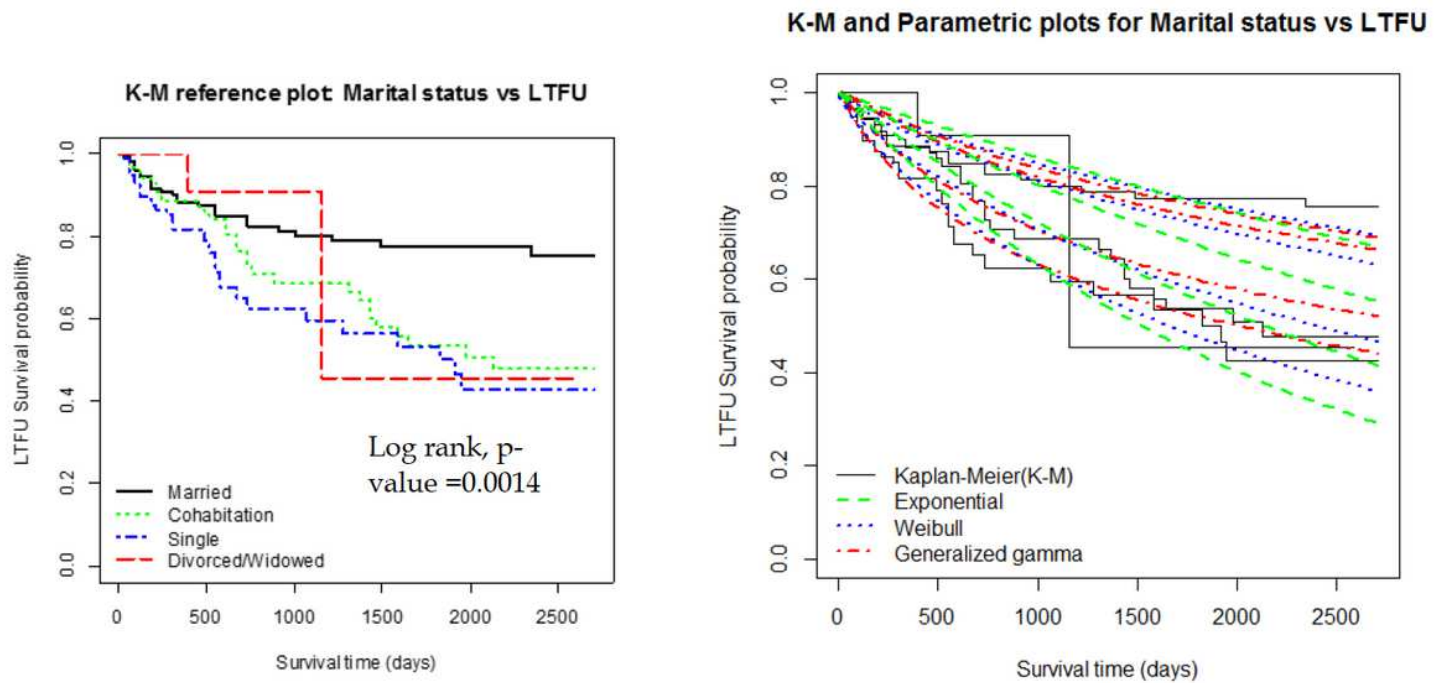 K-M reference plot: Marital status vs LTFU
LTFU Survival probability
1.0
0.8
0.6
0.4
0.2
0.0
Log rank, p-
value =0.0014
Married
Cohabitation
Single
Divorced/Widowed
0 500 1000 1500 2000 2500
Survival time (days)
K-M and Parametric plots for Marital status vs LTFU
LTFU Survival probability
1.0
0.8
0.6
0.4
0.2
0.0
Kaplan-Meier(K-M)
Exponential
Weibull
Generalized gamma
0 500 1000 1500 2000 2500
Survival time (days)